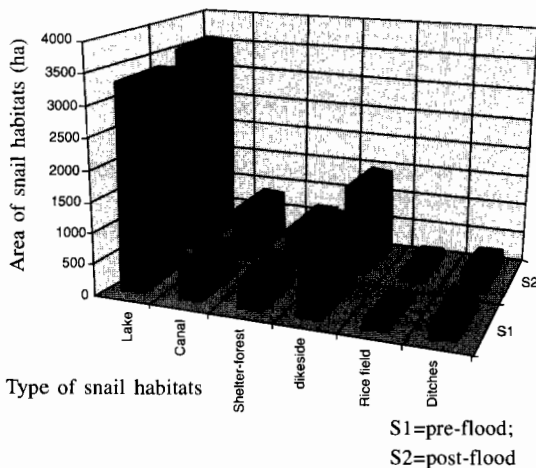 Area of snail habitats (ha)
4000
3500
3000
2500
2000
1500
1000
500
0
Lake
Canal
Shelter-forest
dikeside
Rice field
Ditches
S1
S2
Type of snail habitats
S1=pre-flood;
S2=post-flood